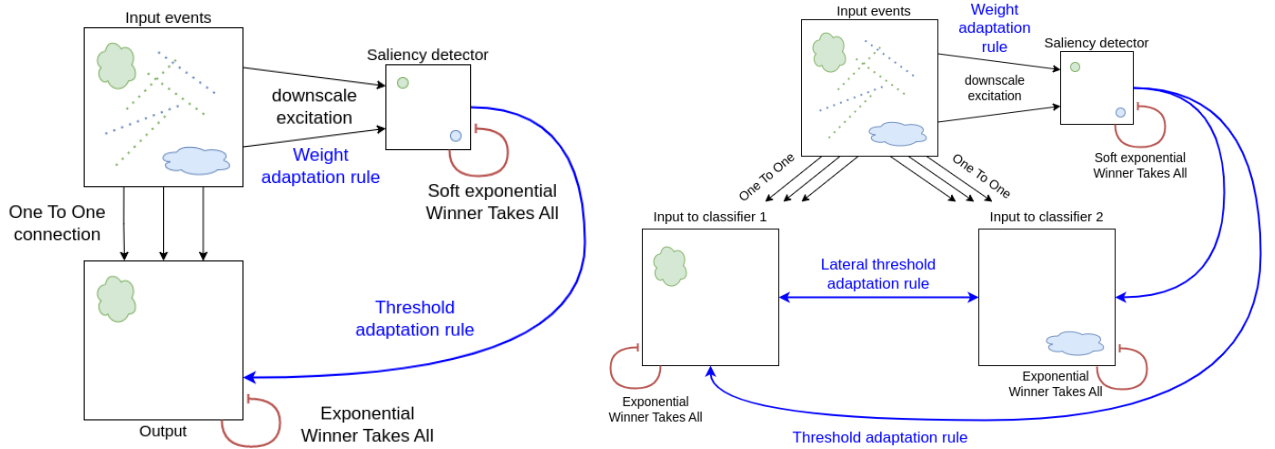 Input events
Saliency detector
downscale
excitation
Weight
adaptation rule
Soft exponential
Winner Takes All
One To One
connection
Threshold
adaptation rule
Exponential
Winner Takes All
Output
Input events
Weight
adaptation
rule
Saliency detector
downscale
excitation
Soft exponential
Winner Takes All
One To One
One To One
Input to classifier 1
Input to classifier 2
Lateral threshold
adaptation rule
Exponential
Winner Takes All
Exponential
Winner Takes All
Threshold adaptation rule